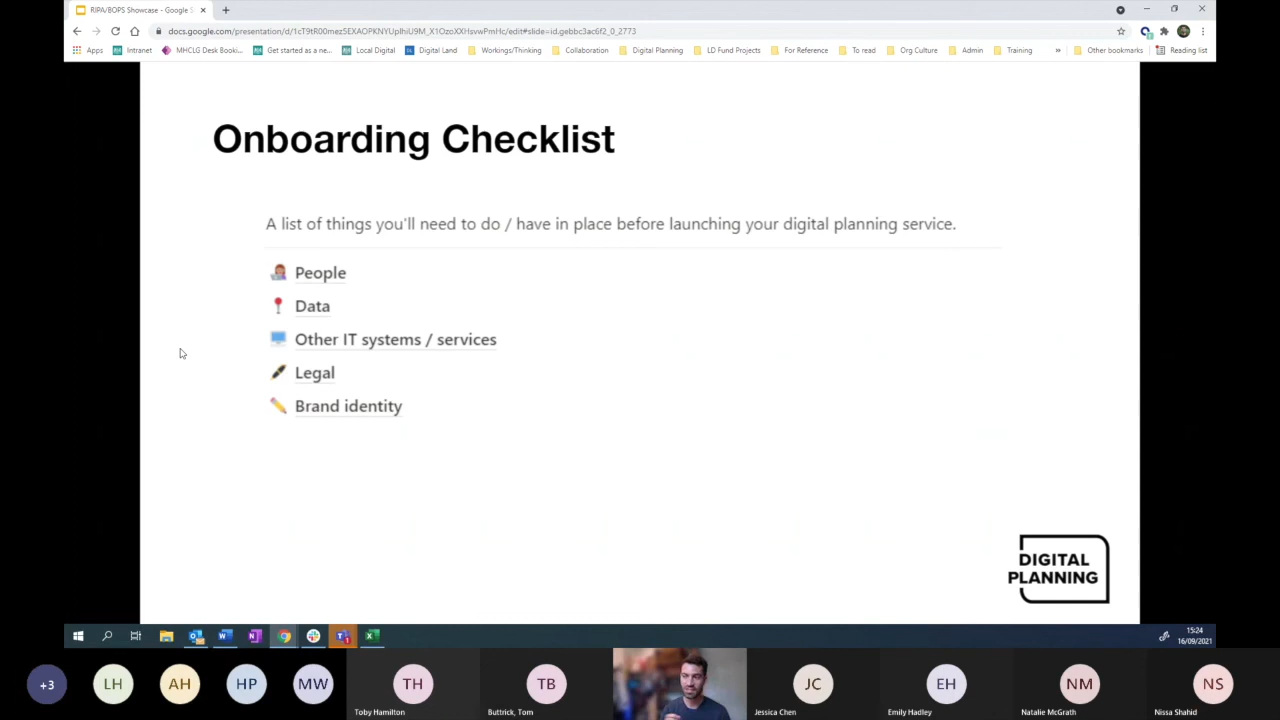 RIPA/BOPS Showcase - Google S
docs.google.com/presentation/d/1cT9tR00mez5EXAOPKNYUplhiU9M_X1OzoXXHsvwPmHc/edit#slide=id.gebbc3ac6f2_0_2773
Apps Intranet MHCLG Desk Booki... Get started as a ne... Local Digital Digital Land Workings/Thinking Collaboration Digital Planning LD Fund Projects For Reference To read Org Culture Admin Training » Other bookmarks Reading list
Onboarding Checklist
A list of things you'll need to do / have in place before launching your digital planning service.
People
Data
Other IT systems / services
Legal
Brand identity
DIGITAL
PLANNING
15:24
16/09/2021
+3 LH AH HP MW TH TB JC EH NM NS
Toby Hamilton Buttrick, Tom Jessica Chen Emily Hadley Natalie McGrath Nissa Shahid